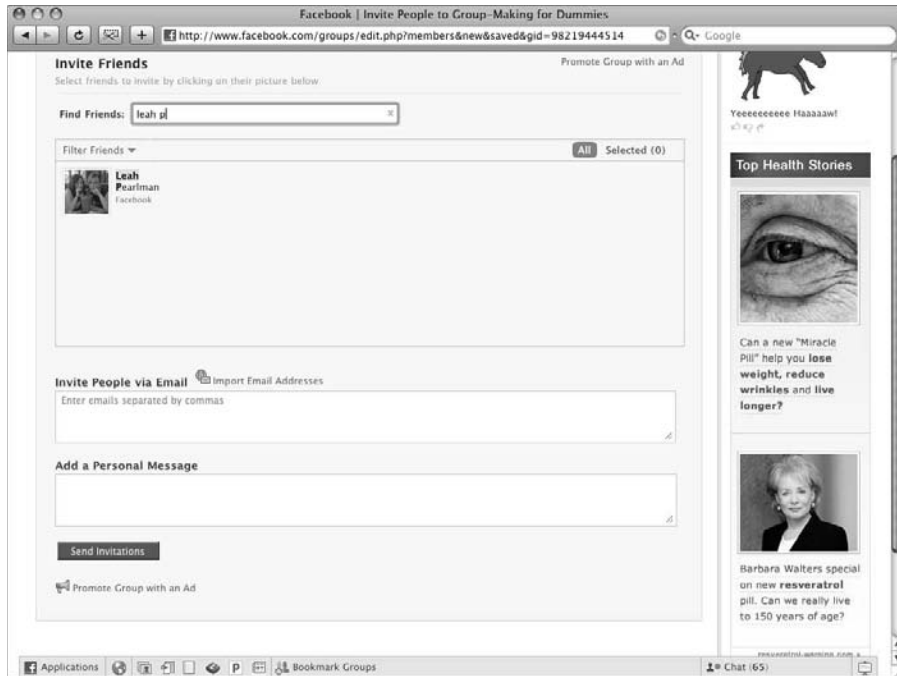 Facebook | Invite People to Group-Making for Dummies
http://www.facebook.com/groups/edit.php?members&new&saved&gid=98219444514
Google
Invite Friends
Promote Group with an Ad
Select friends to invite by clicking on their picture below
Find Friends: leah p
Filter Friends
All Selected (0)
Leah
Pearlman
Facebook
Invite People via Email Import Email Addresses
Enter emails separated by commas
Add a Personal Message
Send Invitations
Promote Group with an Ad
Yeeeeeeeee Haaaaaw!
Top Health Stories
Can a new "Miracle
Pill" help you lose
weight, reduce
wrinkles and live
longer?
Barbara Walters special
on new resveratrol
pill. Can we really live
to 150 years of age?
Applications P Bookmark Groups
Chat (65)